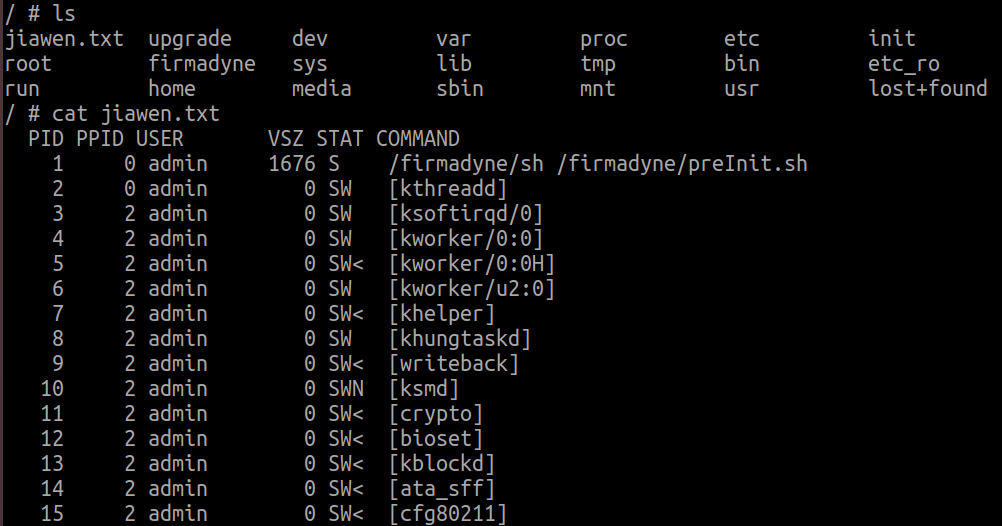 / # ls
jiawen.txt  upgrade     dev         var         proc        etc         init
root        firmadyne   sys         lib         tmp         bin         etc_ro
run         home        media       sbin        mnt         usr         lost+found
/ # cat jiawen.txt
  PID PPID USER       VSZ STAT COMMAND
    1     0 admin     1676 S    /firmadyne/sh /firmadyne/preInit.sh
    2     0 admin        0 SW   [kthreadd]
    3     2 admin        0 SW   [ksoftirqd/0]
    4     2 admin        0 SW   [kworker/0:0]
    5     2 admin        0 SW<  [kworker/0:0H]
    6     2 admin        0 SW   [kworker/u2:0]
    7     2 admin        0 SW<  [khelper]
    8     2 admin        0 SW   [khungtaskd]
    9     2 admin        0 SW<  [writeback]
   10     2 admin        0 SWN  [ksmd]
   11     2 admin        0 SW<  [crypto]
   12     2 admin        0 SW<  [bioset]
   13     2 admin        0 SW<  [kblockd]
   14     2 admin        0 SW<  [ata_sff]
   15     2 admin        0 SW<  [cfg80211]